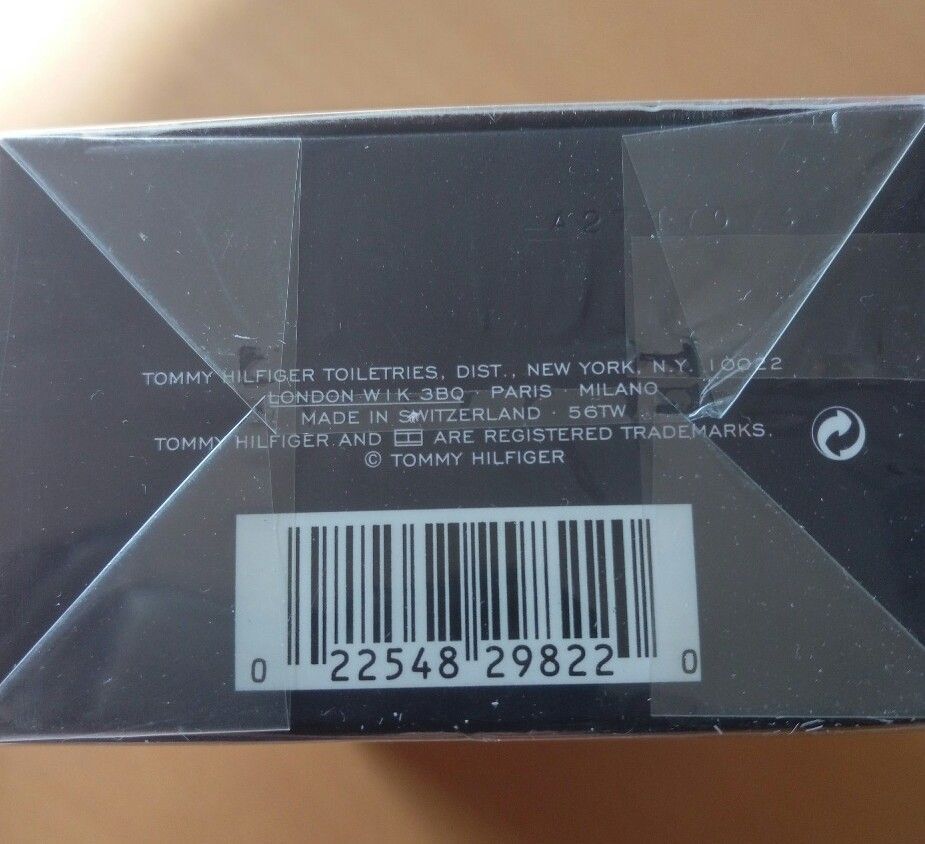 TOMMY HILFIGER TOILETRIES, DIST., NEW YORK, N.Y. 10022
LONDON W1K 3BQ · PARIS · MILANO
MADE IN SWITZERLAND · 56TW
TOMMY HILFIGER AND ARE REGISTERED TRADEMARKS.
© TOMMY HILFIGER
0 22548 29822 0